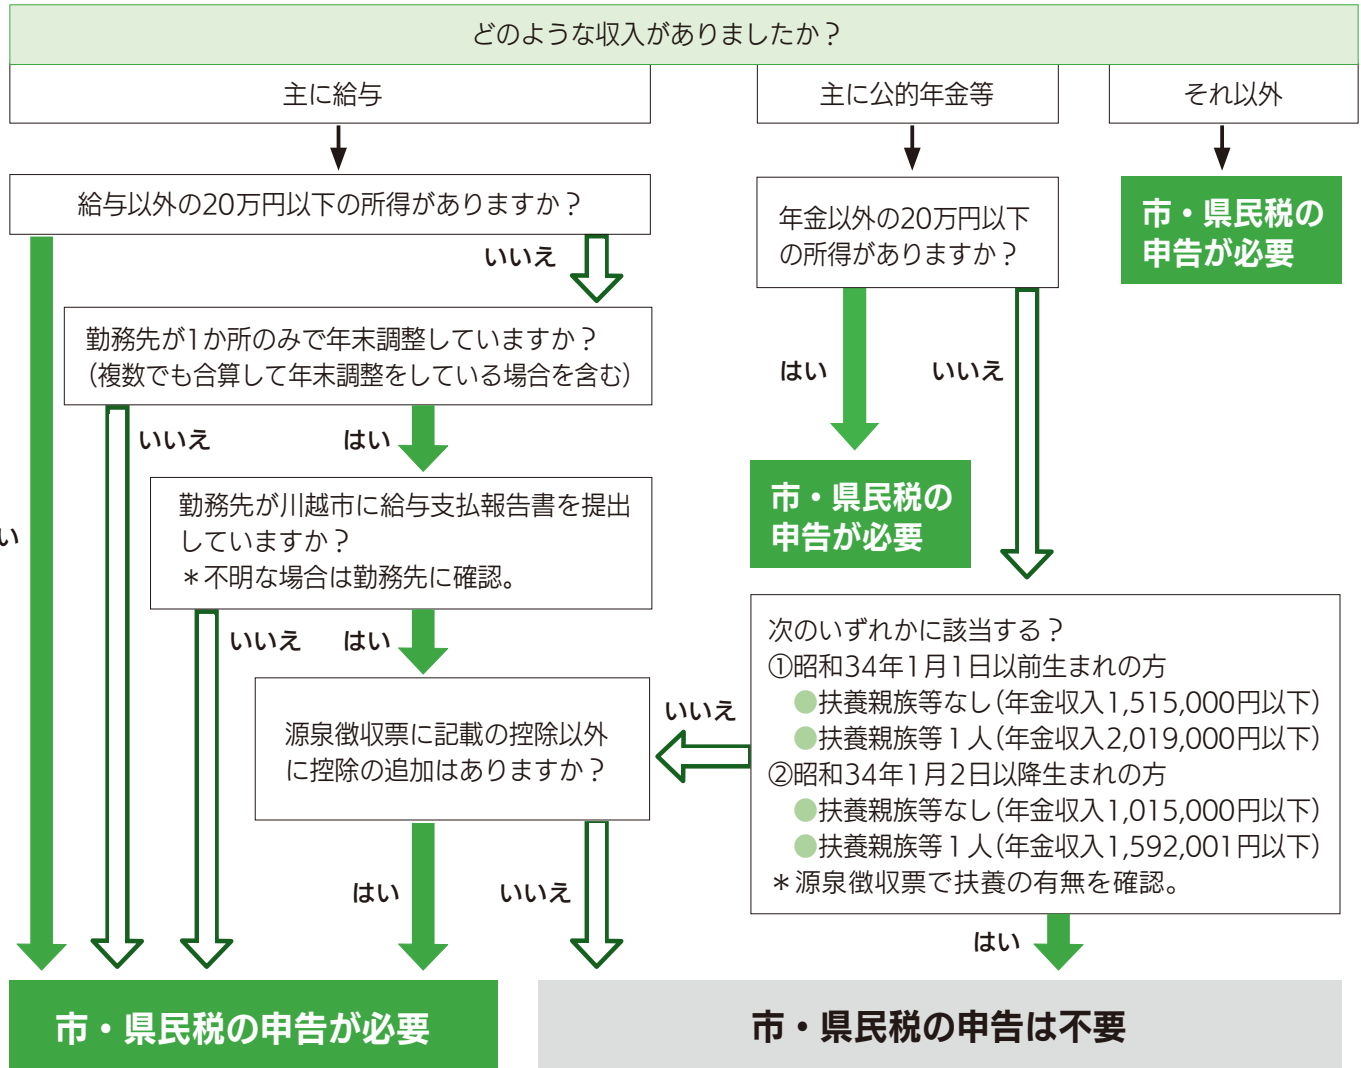 どのような収入がありましたか？
主に給与
主に公的年金等
それ以外
給与以外の20万円以下の所得がありますか？
いいえ
勤務先が1か所のみで年末調整していますか？
（複数でも合算して年末調整をしている場合を含む）
いいえ
はい
勤務先が川越市に給与支払報告書を提出
していますか？
＊不明な場合は勤務先に確認。
い
いいえ
はい
源泉徴収票に記載の控除以外
に控除の追加はありますか？
はい
いいえ
年金以外の20万円以下
の所得がありますか？
はい
いいえ
市・県民税の
申告が必要
次のいずれかに該当する？
①昭和34年1月1日以前生まれの方
●扶養親族等なし（年金収入1,515,000円以下）
●扶養親族等１人（年金収入2,019,000円以下）
②昭和34年1月2日以降生まれの方
●扶養親族等なし（年金収入1,015,000円以下）
●扶養親族等１人（年金収入1,592,001円以下）
＊源泉徴収票で扶養の有無を確認。
いいえ
はい
市・県民税の
申告が必要
市・県民税の申告が必要
市・県民税の申告は不要